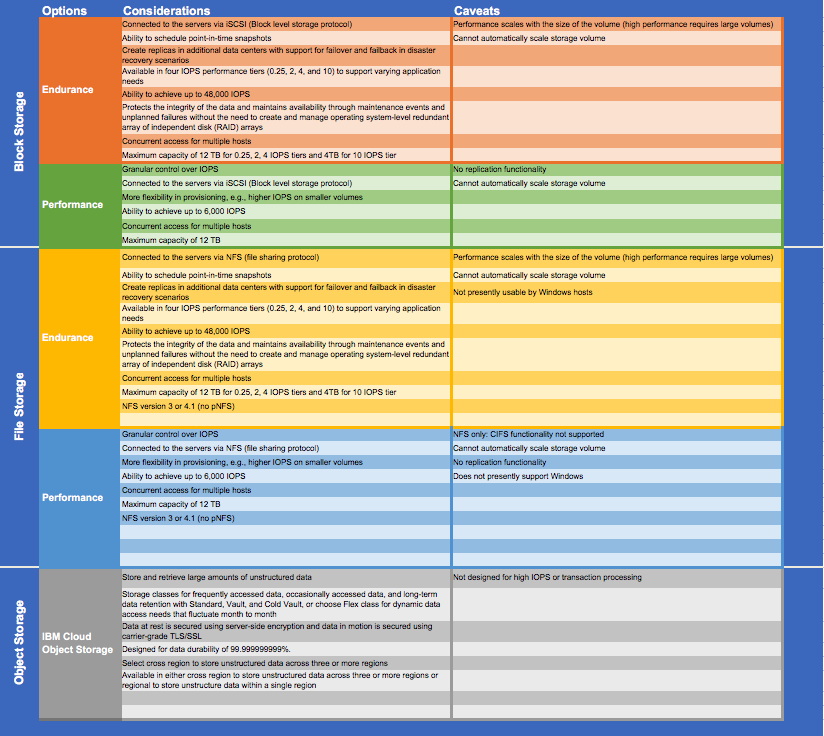 Options
Considerations
Caveats
Block Storage
Endurance
Connected to the servers via iSCSI (Block level storage protocol)
Performance scales with the size of the volume (high performance requires large volumes)
Ability to schedule point-in-time snapshots
Cannot automatically scale storage volume
Create replicas in additional data centers with support for failover and failback in disaster
recovery scenarios
Available in four IOPS performance tiers (0.25, 2, 4, and 10) to support varying application
needs
Ability to achieve up to 48,000 IOPS
Protects the integrity of the data and maintains availability through maintenance events and
unplanned failures without the need to create and manage operating system-level redundant
array of independent disk (RAID) arrays
Concurrent access for multiple hosts
Maximum capacity of 12 TB for 0.25, 2, 4 IOPS tiers and 4TB for 10 IOPS tier
Performance
Granular control over IOPS
No replication functionality
Connected to the servers via iSCSI (Block level storage protocol)
Cannot automatically scale storage volume
More flexibility in provisioning, e.g., higher IOPS on smaller volumes
Ability to achieve up to 6,000 IOPS
Concurrent access for multiple hosts
Maximum capacity of 12 TB
File Storage
Endurance
Connected to the servers via NFS (file sharing protocol)
Performance scales with the size of the volume (high performance requires large volumes)
Ability to schedule point-in-time snapshots
Cannot automatically scale storage volume
Create replicas in additional data centers with support for failover and failback in disaster
recovery scenarios
Not presently usable by Windows hosts
Available in four IOPS performance tiers (0.25, 2, 4, and 10) to support varying application
needs
Ability to achieve up to 48,000 IOPS
Protects the integrity of the data and maintains availability through maintenance events and
unplanned failures without the need to create and manage operating system-level redundant
array of independent disk (RAID) arrays
Concurrent access for multiple hosts
Maximum capacity of 12 TB for 0.25, 2, 4 IOPS tiers and 4TB for 10 IOPS tier
NFS version 3 or 4.1 (no pNFS)
Performance
Granular control over IOPS
NFS only: CIFS functionality not supported
Connected to the servers via NFS (file sharing protocol)
Cannot automatically scale storage volume
More flexibility in provisioning, e.g., higher IOPS on smaller volumes
No replication functionality
Ability to achieve up to 6,000 IOPS
Does not presently support Windows
Concurrent access for multiple hosts
Maximum capacity of 12 TB
NFS version 3 or 4.1 (no pNFS)
Object Storage
IBM Cloud
Object Storage
Store and retrieve large amounts of unstructured data
Not designed for high IOPS or transaction processing
Storage classes for frequently accessed data, occasionally accessed data, and long-term
data retention with Standard, Vault, and Cold Vault, or choose Flex class for dynamic data
access needs that fluctuate month to month
Data at rest is secured using server-side encryption and data in motion is secured using
carrier-grade TLS/SSL
Designed for data durability of 99.999999999%.
Select cross region to store unstructured data across three or more regions
Available in either cross region to store unstructured data across three or more regions or
regional to store unstructure data within a single region